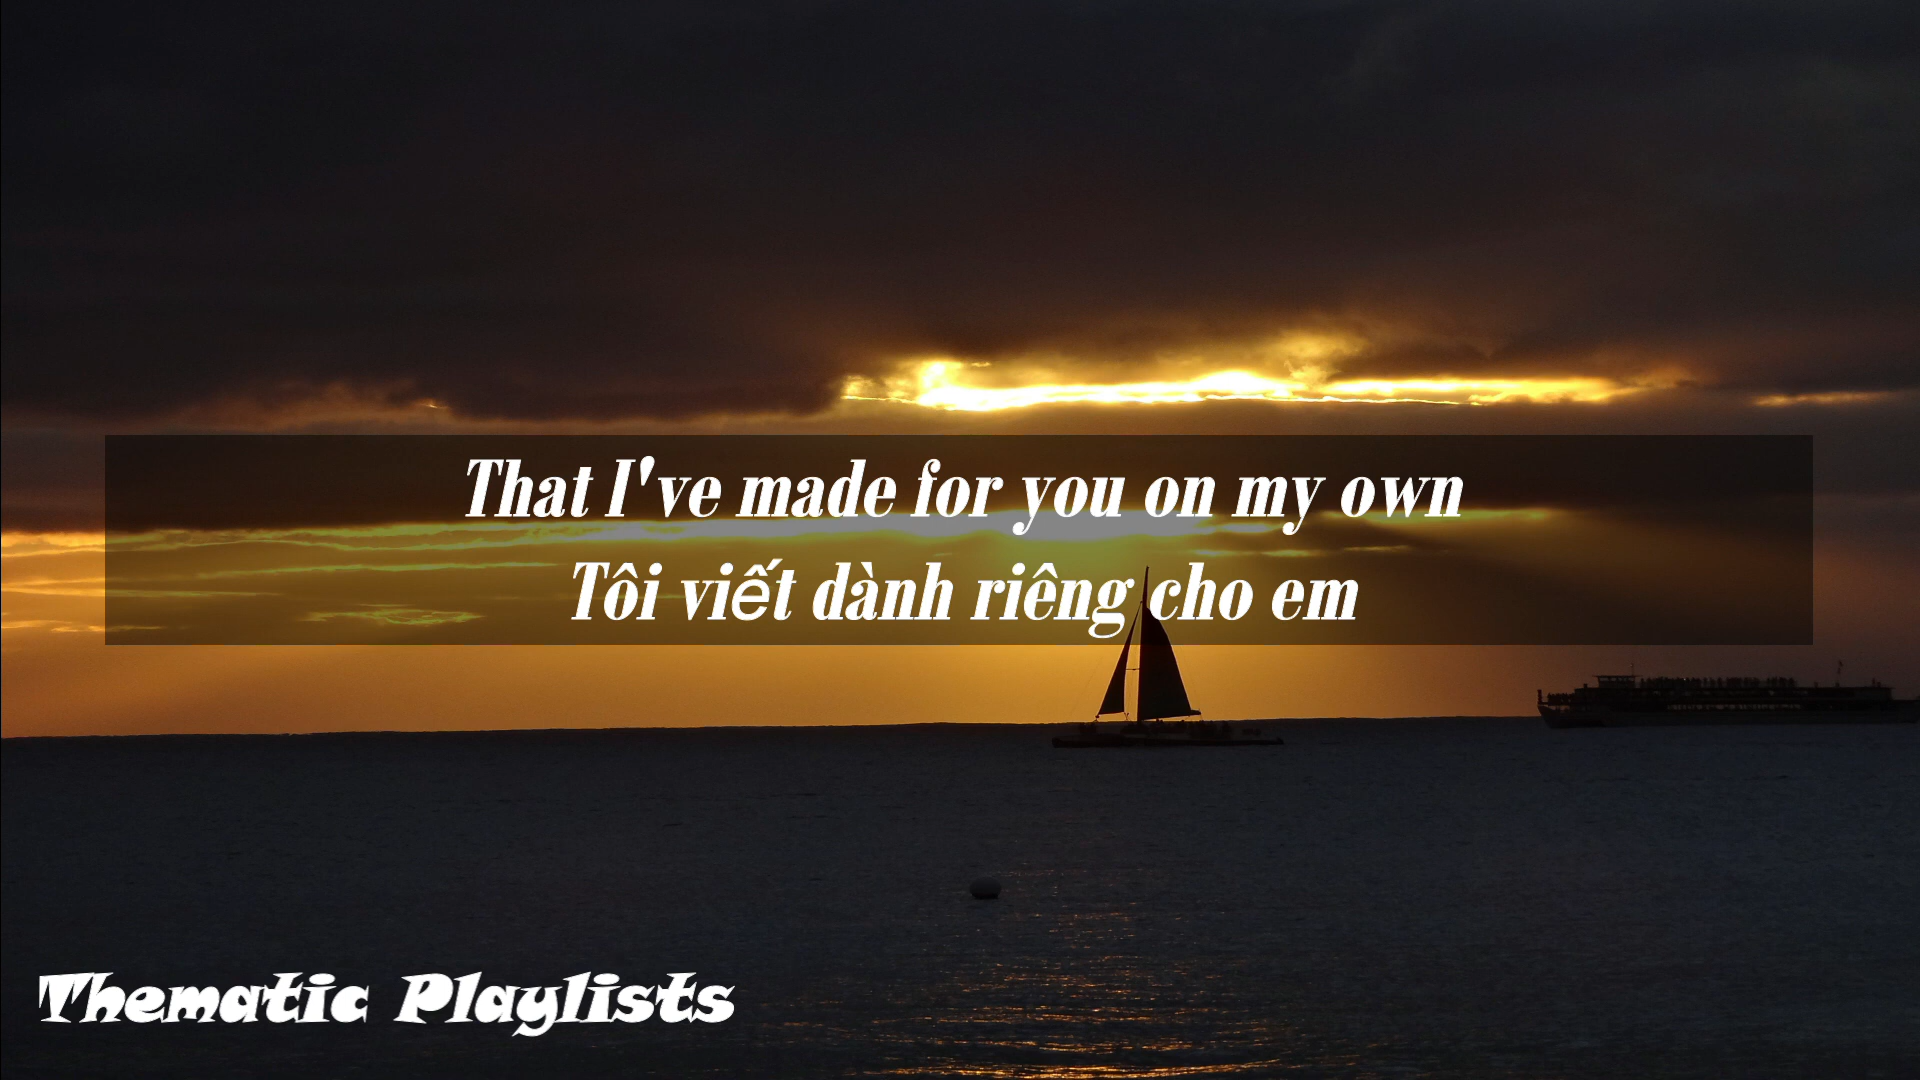 That I've made for you on my own
Tôi viết dành riêng cho em
Thematic Playlists